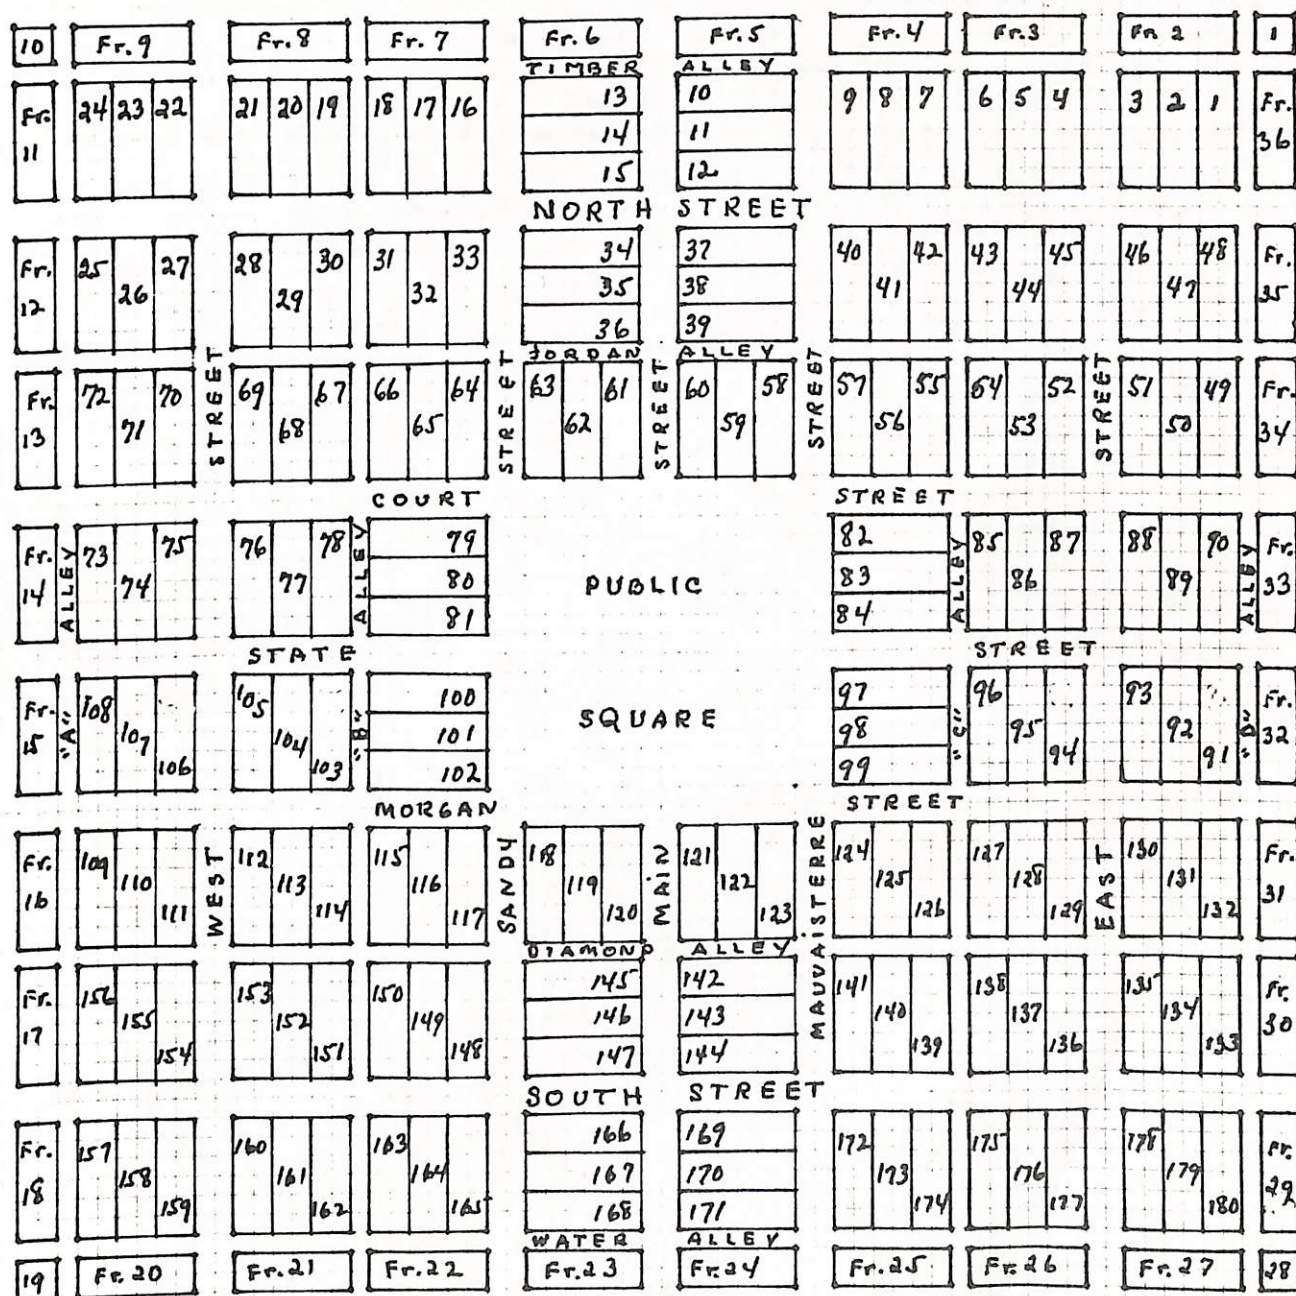 10 Fr. 9 Fr. 8 Fr. 7 Fr. 6 Fr. 5 Fr. 4 Fr. 3 Fr. 2 1
TIMBER ALLEY
Fr. 11 24 23 22 21 20 19 18 17 16 13 10 9 8 7 6 5 4 3 2 1 Fr. 36
14 11
15 12
NORTH STREET
Fr. 12 25 26 27 28 29 30 31 32 33 34 37 40 41 42 43 44 45 46 47 48 Fr. 35
35 38
36 39
JORDAN ALLEY
Fr. 13 72 71 70 STREET 69 68 67 66 65 64 STREET 63 62 61 STREET 60 59 58 STREET 57 56 55 54 53 52 STREET 51 50 49 Fr. 34
COURT STREET
Fr. 14 ALLEY 73 74 75 76 77 78 ALLEY 79 82 ALLEY 85 86 87 88 89 90 ALLEY Fr. 33
80 PUBLIC 83
81 84
STATE STREET
Fr. 15 "A" 108 107 106 105 104 103 "B" 100 97 "C" 96 95 94 93 92 91 "D" Fr. 32
101 SQUARE 98
102 99
MORGAN STREET
Fr. 16 109 110 111 WEST 112 113 114 115 116 117 SANDY 118 119 120 MAIN 121 122 123 MAUVAISTERRE 124 125 126 127 128 129 EAST 130 131 132 Fr. 31
DIAMOND ALLEY
Fr. 17 156 155 154 153 152 151 150 149 148 145 142 141 140 139 138 137 136 135 134 133 Fr. 30
146 143
147 144
SOUTH STREET
Fr. 18 157 158 159 160 161 162 163 164 165 166 169 172 173 174 175 176 177 178 179 180 Fr. 29
167 170
168 171
WATER ALLEY
19 Fr. 20 Fr. 21 Fr. 22 Fr. 23 Fr. 24 Fr. 25 Fr. 26 Fr. 27 28